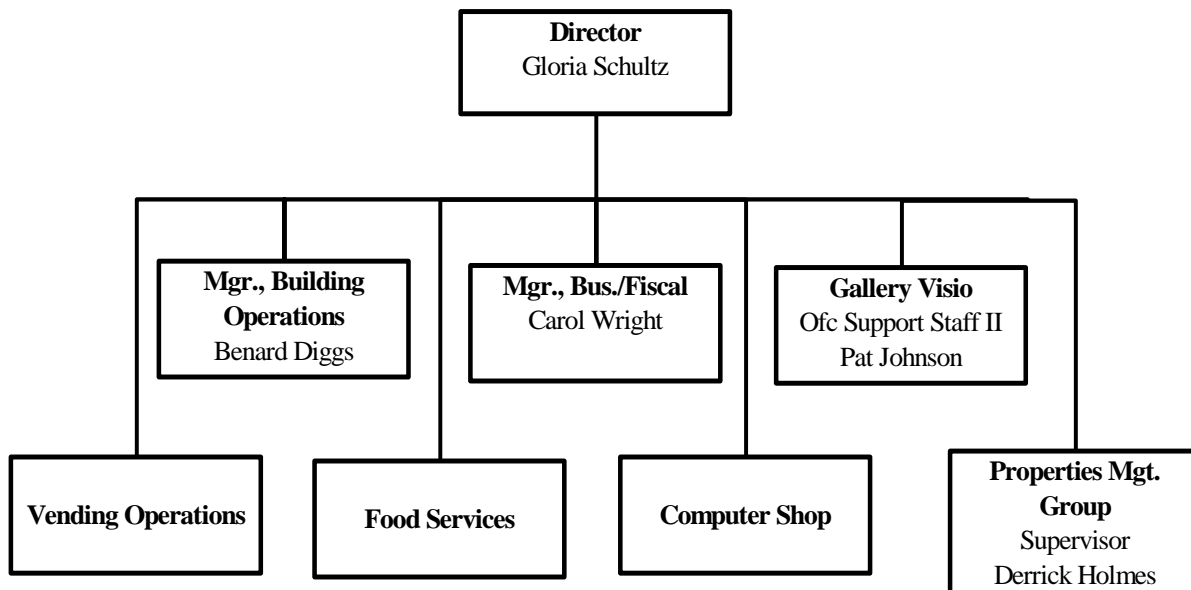 Director
Gloria Schultz
Mgr., Building
Operations
Benard Diggs
Mgr., Bus./Fiscal
Carol Wright
Gallery Visio
Ofc Support Staff II
Pat Johnson
Vending Operations
Food Services
Computer Shop
Properties Mgt.
Group
Supervisor
Derrick Holmes